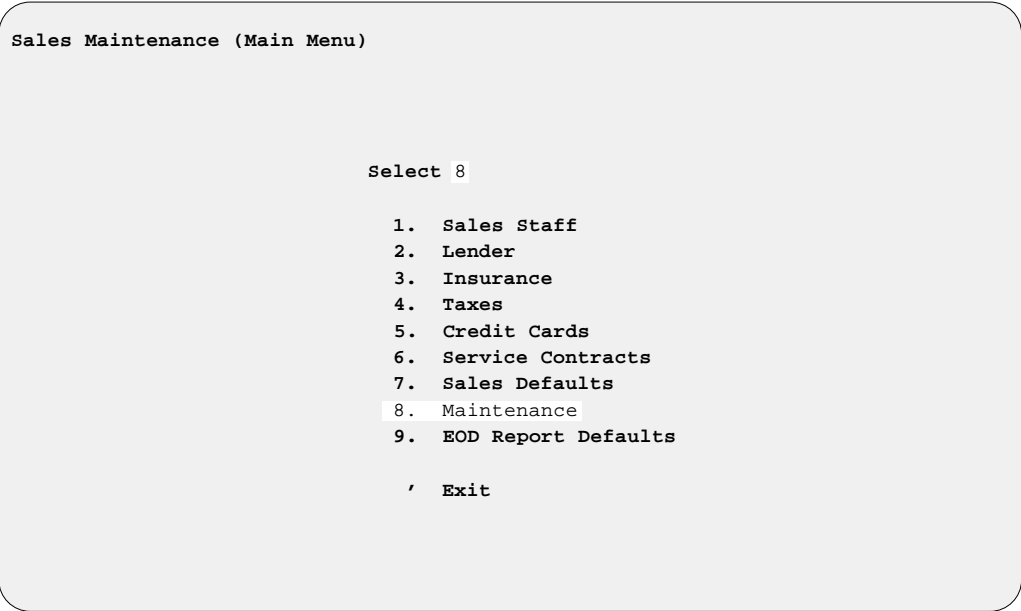 Sales Maintenance (Main Menu)
Select 8
1. Sales Staff
2. Lender
3. Insurance
4. Taxes
5. Credit Cards
6. Service Contracts
7. Sales Defaults
8. Maintenance
9. EOD Report Defaults
’ Exit